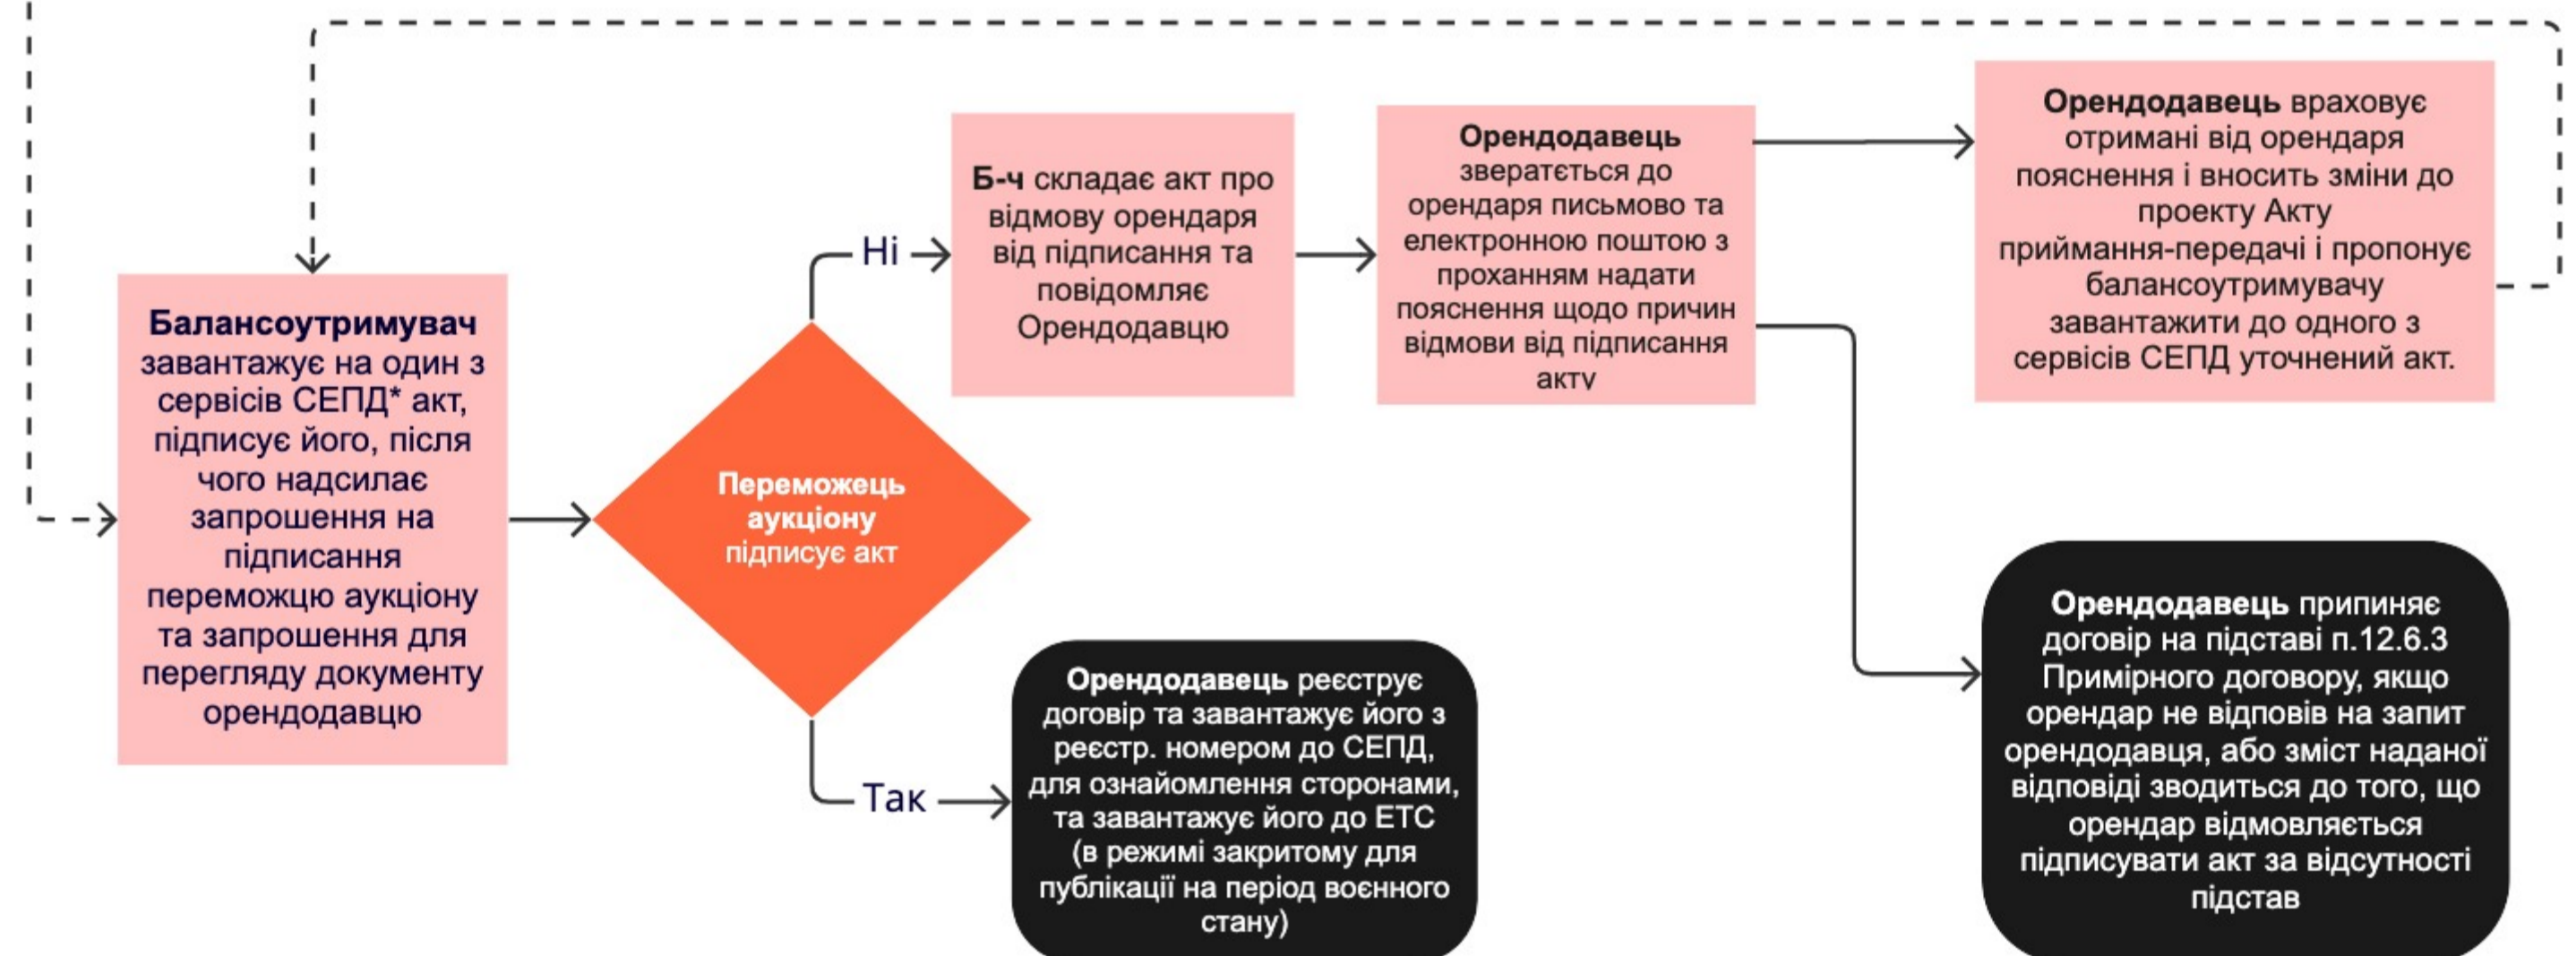 Балансоутримувач
завантажує на один з
сервісів СЕПД* акт,
підписує його, після
чого надсилає
запрошення на
підписання
переможцю аукціону
та запрошення для
перегляду документу
орендодавцю
Переможець
аукціону
підписує акт
Ні
Б-ч складає акт про
відмову орендаря
від підписання та
повідомляє
Орендодавцю
Орендодавець
звератється до
орендаря письмово та
електронною поштою з
проханням надати
пояснення щодо причин
відмови від підписання
акту
Орендодавець враховує
отримані від орендаря
пояснення і вносить зміни до
проекту Акту
приймання-передачі і пропонує
балансоутримувачу
завантажити до одного з
сервісів СЕПД уточнений акт.
Так
Орендодавець реєструє
договір та завантажує його з
реєстр. номером до СЕПД,
для ознайомлення сторонами,
та завантажує його до ЕТС
(в режимі закритому для
публікації на період воєнного
стану)
Орендодавець припиняє
договір на підставі п.12.6.3
Примірного договору, якщо
орендар не відповів на запит
орендодавця, або зміст наданої
відповіді зводиться до того, що
орендар відмовляється
підписувати акт за відсутності
підстав